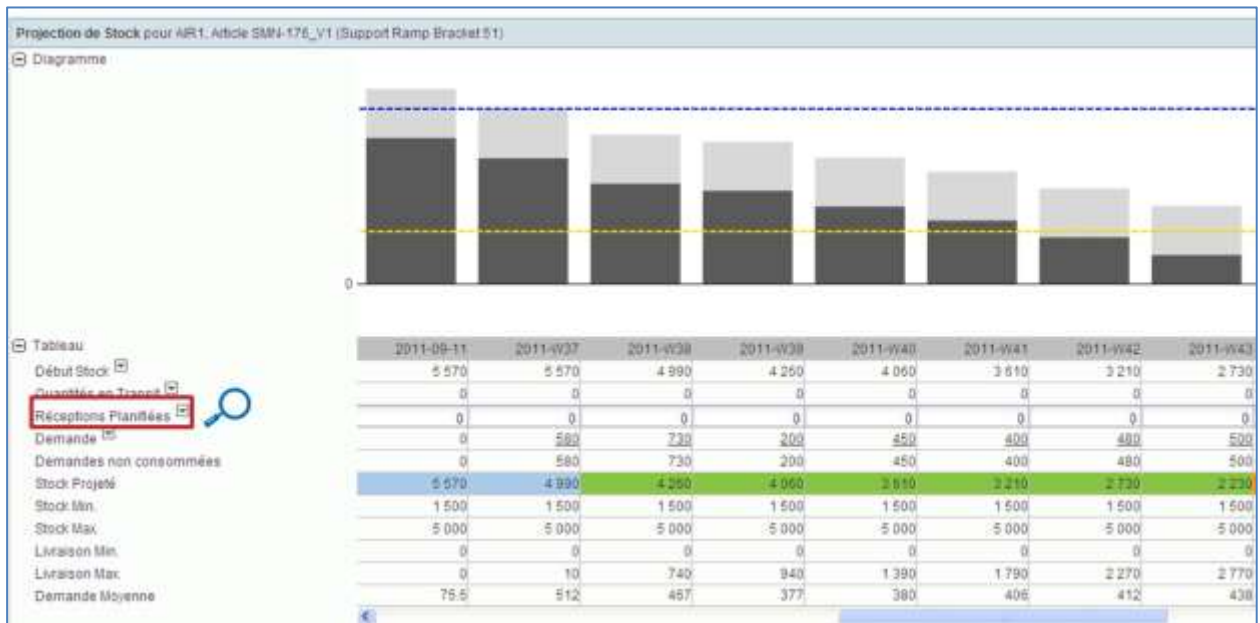 Projection de Stock pour AIR1, Article SMN-176_V1 (Support Ramp Bracket 51)
Diagramme
0
Tableau 2011-09-11 2011-W37 2011-W38 2011-W39 2011-W40 2011-W41 2011-W42 2011-W43
Début Stock 5 570 5 570 4 990 4 260 4 060 3 610 3 210 2 730
Quantités en Transit 0 0 0 0 0 0 0 0
Réceptions Planifiées 0 0 0 0 0 0 0 0
Demande 0 580 730 200 450 400 480 500
Demandes non consommées 0 580 730 200 450 400 480 500
Stock Projeté 5 570 4 990 4 260 4 060 3 610 3 210 2 730 2 230
Stock Min. 1 500 1 500 1 500 1 500 1 500 1 500 1 500 1 500
Stock Max. 5 000 5 000 5 000 5 000 5 000 5 000 5 000 5 000
Livraison Min. 0 0 0 0 0 0 0 0
Livraison Max. 0 10 740 940 1 390 1 790 2 270 2 770
Demande Moyenne 75.5 512 467 377 380 406 412 438